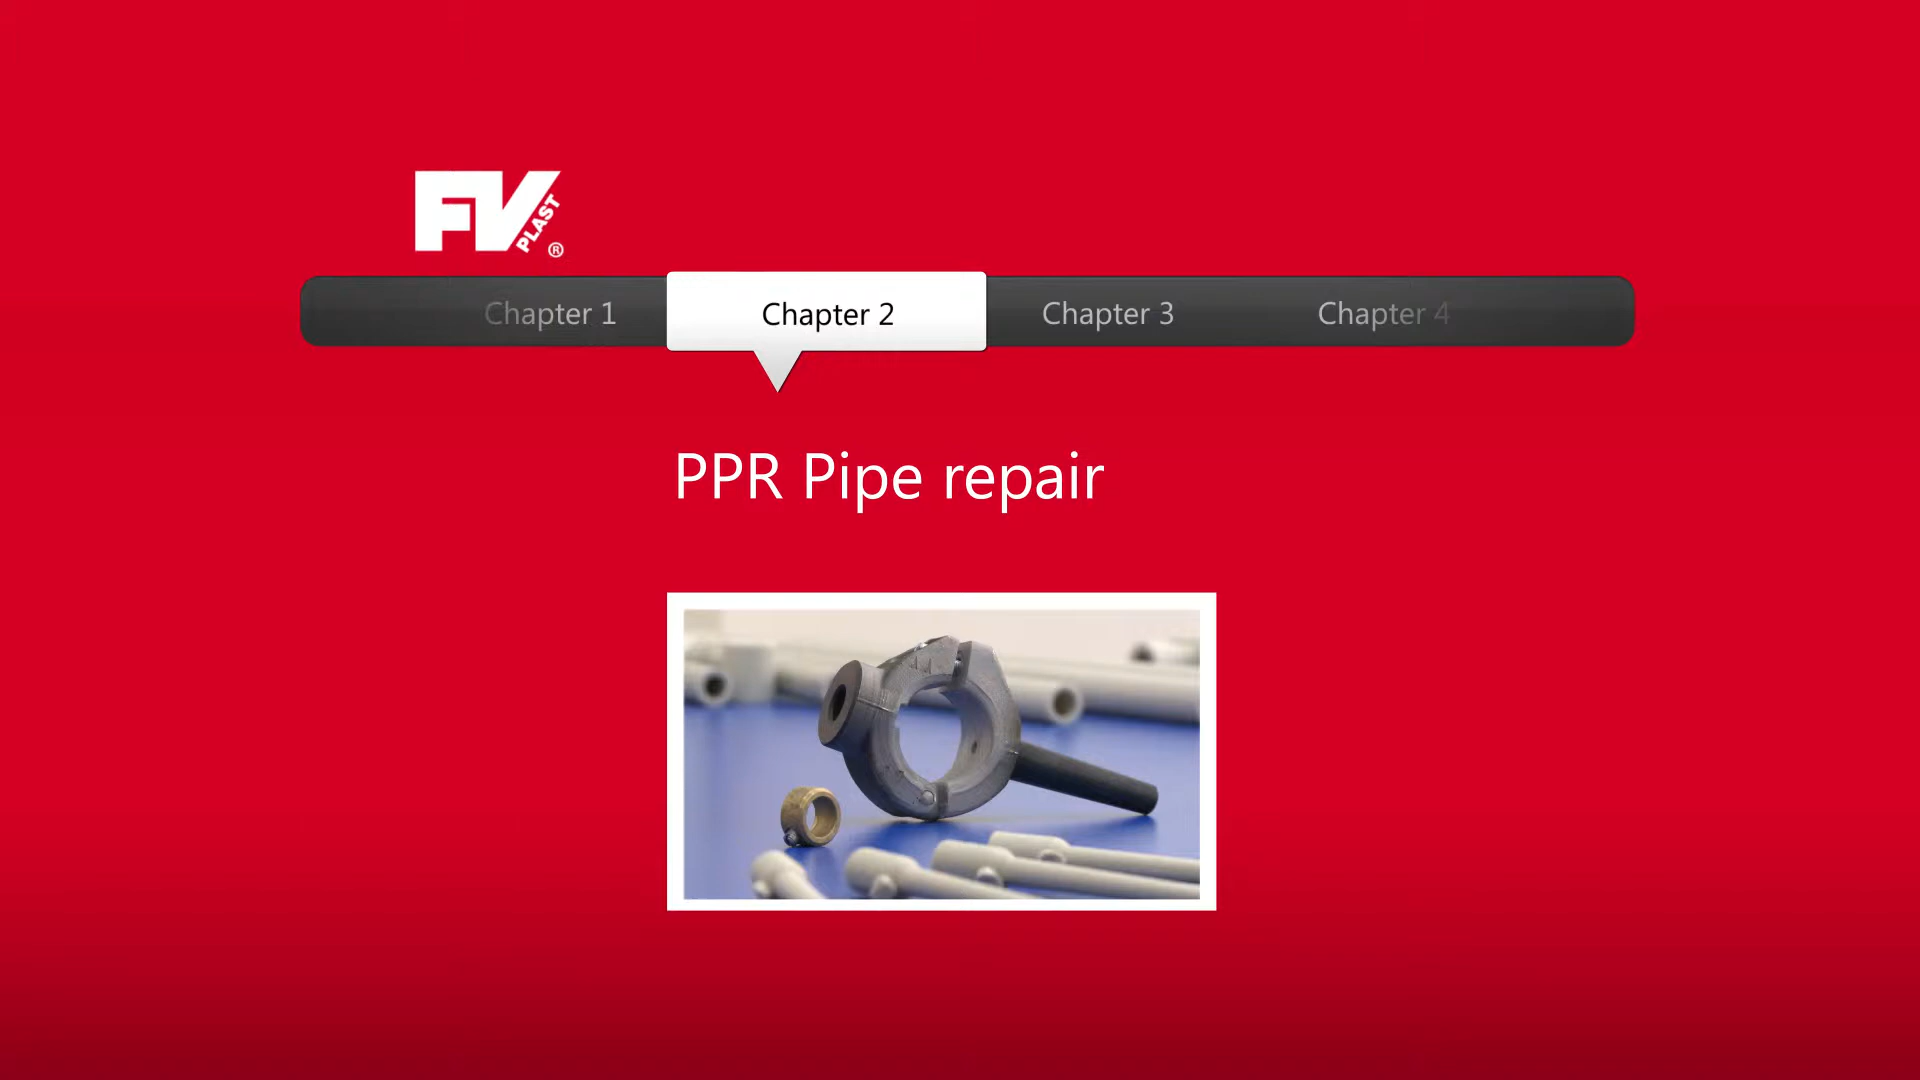 FV
PLAST
®
Chapter 1
Chapter 2
Chapter 3
Chapter 4
PPR Pipe repair